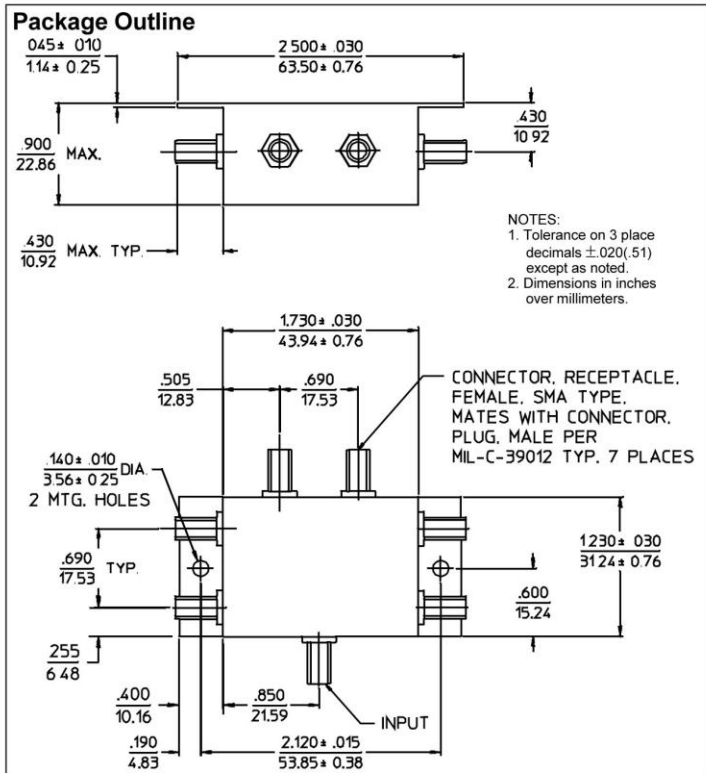 Package Outline
045± 010
1.14± 0.25
2 500± .030
63.50± 0.76
.900
22.86
MAX.
.430
10 92
.430
10.92
MAX. TYP.
NOTES:
1. Tolerance on 3 place
decimals ±.020(.51)
except as noted.
2. Dimensions in inches
over millimeters.
1.730± .030
43.94± 0.76
.505
12.83
.690
17.53
CONNECTOR, RECEPTACLE,
FEMALE, SMA TYPE,
MATES WITH CONNECTOR,
PLUG, MALE PER
MIL-C-39012 TYP. 7 PLACES
.140± .010
3.56± 0 25
DIA.
2 MTG. HOLES
.690
17.53
TYP.
1230± 030
3124± 0.76
.600
15.24
255
6 48
.400
10.16
.850
21.59
INPUT
.190
4.83
2.120± .015
53.85± 0.38